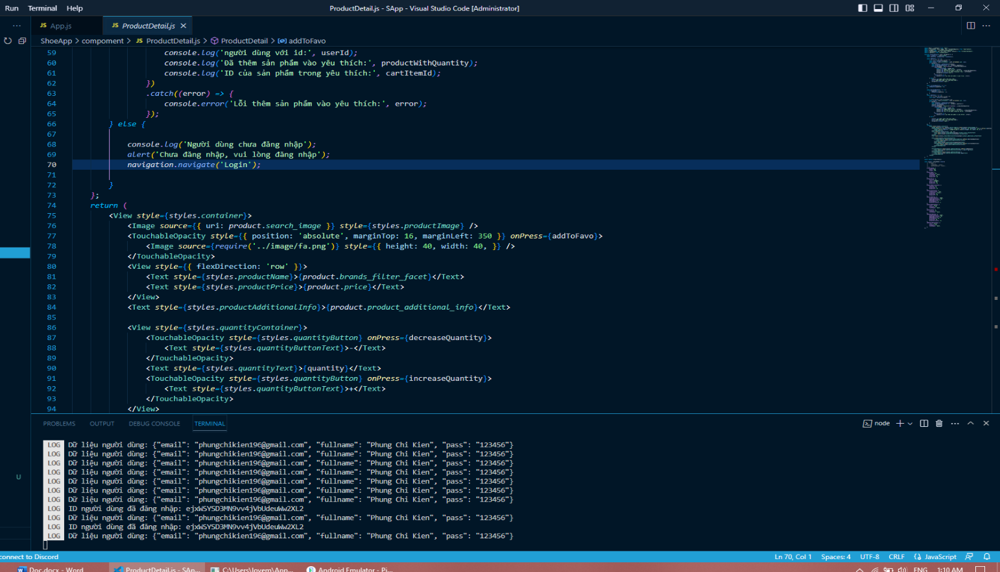 Run Terminal Help
ProductDetail.js - SApp - Visual Studio Code [Administrator]
JS App.js
JS ProductDetail.js
ShoeApp > compoment > JS ProductDetail.js > ProductDetail > addToFavo
59 console.log('người dùng với id:', userId);
60 console.log('Đã thêm sản phẩm vào yêu thích:', productWithQuantity);
61 console.log('ID của sản phẩm trong yêu thích:', cartItemId);
62 })
63 .catch((error) => {
64 console.error('Lỗi thêm sản phẩm vào yêu thích:', error);
65 });
66 } else {
67
68 console.log('Người dùng chưa đăng nhập');
69 alert('Chưa đăng nhập, vui lòng đăng nhập');
70 navigation.navigate('Login');
71
72 }
73 };
74 return (
75 <View style={styles.container}>
76 <Image source={{ uri: product.search_image }} style={styles.productImage} />
77 <TouchableOpacity style={{ position: 'absolute', marginTop: 16, marginLeft: 350 }} onPress={addToFavo}>
78 <Image source={require('../image/fa.png')} style={{ height: 40, width: 40, }} />
79 </TouchableOpacity>
80 <View style={{ flexDirection: 'row' }}>
81 <Text style={styles.productName}>{product.brands_filter_facet}</Text>
82 <Text style={styles.productPrice}>{product.price}</Text>
83 </View>
84 <Text style={styles.productAdditionalInfo}>{product.product_additional_info}</Text>
85
86 <View style={styles.quantityContainer}>
87 <TouchableOpacity style={styles.quantityButton} onPress={decreaseQuantity}>
88 <Text style={styles.quantityButtonText}>-</Text>
89 </TouchableOpacity>
90 <Text style={styles.quantityText}>{quantity}</Text>
91 <TouchableOpacity style={styles.quantityButton} onPress={increaseQuantity}>
92 <Text style={styles.quantityButtonText}>+</Text>
93 </TouchableOpacity>
94 </View>
PROBLEMS OUTPUT DEBUG CONSOLE TERMINAL
node
LOG Dữ liệu người dùng: {"email": "phungchikien196@gmail.com", "fullname": "Phung Chi Kien", "pass": "123456"}
LOG Dữ liệu người dùng: {"email": "phungchikien196@gmail.com", "fullname": "Phung Chi Kien", "pass": "123456"}
LOG Dữ liệu người dùng: {"email": "phungchikien196@gmail.com", "fullname": "Phung Chi Kien", "pass": "123456"}
LOG Dữ liệu người dùng: {"email": "phungchikien196@gmail.com", "fullname": "Phung Chi Kien", "pass": "123456"}
LOG Dữ liệu người dùng: {"email": "phungchikien196@gmail.com", "fullname": "Phung Chi Kien", "pass": "123456"}
LOG Dữ liệu người dùng: {"email": "phungchikien196@gmail.com", "fullname": "Phung Chi Kien", "pass": "123456"}
LOG Dữ liệu người dùng: {"email": "phungchikien196@gmail.com", "fullname": "Phung Chi Kien", "pass": "123456"}
LOG ID người dùng đã đăng nhập: ejxWSYSD3MN9vv4jVbUdeuWw2XL2
LOG Dữ liệu người dùng: {"email": "phungchikien196@gmail.com", "fullname": "Phung Chi Kien", "pass": "123456"}
LOG ID người dùng đã đăng nhập: ejxWSYSD3MN9vv4jVbUdeuWw2XL2
LOG Dữ liệu người dùng: {"email": "phungchikien196@gmail.com", "fullname": "Phung Chi Kien", "pass": "123456"}
U
connect to Discord
Ln 70, Col 1 Spaces: 4 UTF-8 CRLF JavaScript
Doc.docx - Word
ProductDetail.js - SAp...
C:\Users\lovem\App...
Android Emulator - Pi...
ENG 1:10 AM